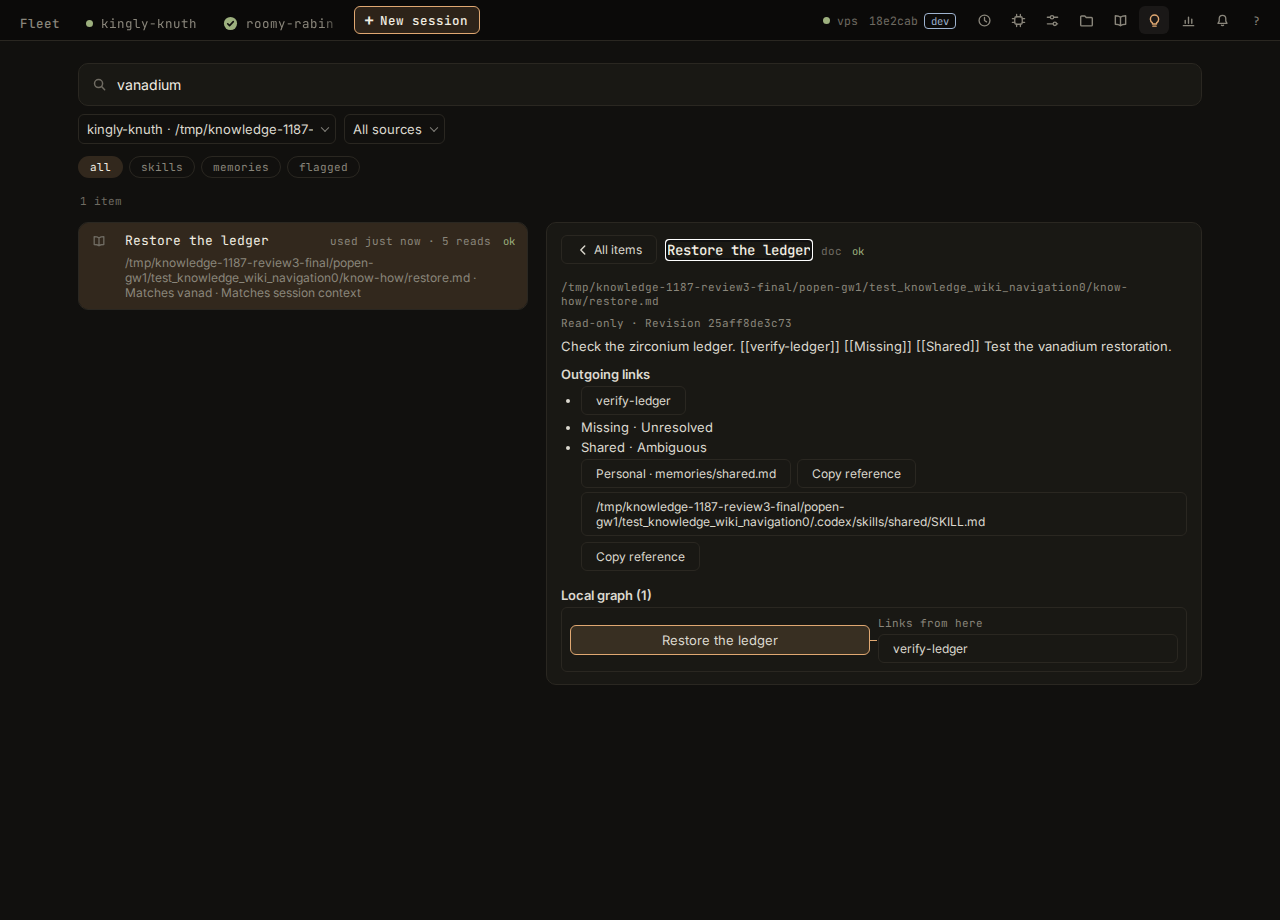 Fleet kingly-knuth roomy-rabin + New session vps 18e2cab dev ?
vanadium
kingly-knuth · /tmp/knowledge-1187- All sources
all skills memories flagged
1 item
Restore the ledger used just now · 5 reads ok
/tmp/knowledge-1187-review3-final/popen-
gw1/test_knowledge_wiki_navigation0/know-how/restore.md ·
Matches vanad · Matches session context
All items Restore the ledger doc ok
/tmp/knowledge-1187-review3-final/popen-gw1/test_knowledge_wiki_navigation0/know-
how/restore.md
Read-only · Revision 25aff8de3c73
Check the zirconium ledger. [[verify-ledger]] [[Missing]] [[Shared]] Test the vanadium restoration.
Outgoing links
• verify-ledger
• Missing · Unresolved
• Shared · Ambiguous
Personal · memories/shared.md Copy reference
/tmp/knowledge-1187-review3-final/popen-
gw1/test_knowledge_wiki_navigation0/.codex/skills/shared/SKILL.md
Copy reference
Local graph (1)
Links from here
Restore the ledger
verify-ledger